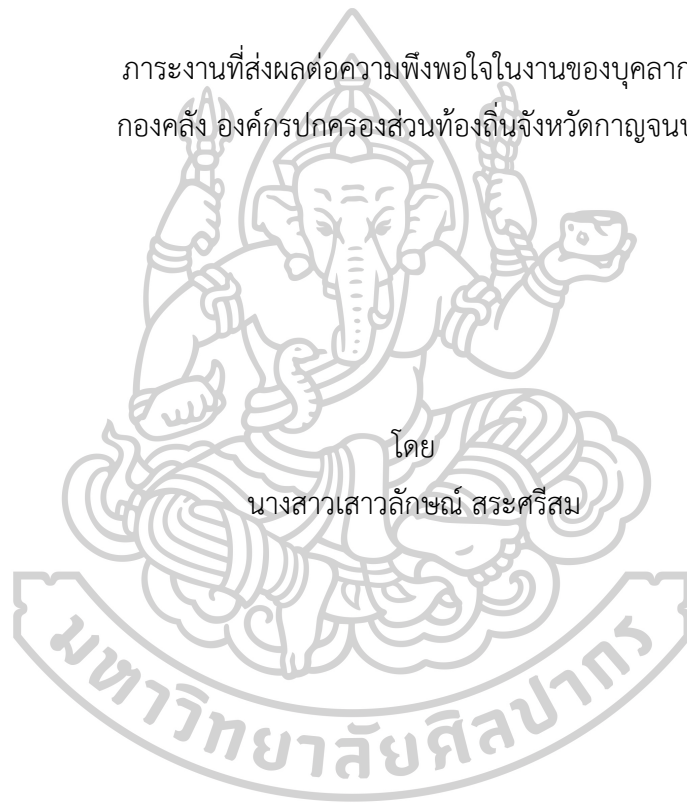 ภาระงานที่ส่งผลต่อความพึงพอใจในงานของบุคลาก
กองคลัง องค์กรปกครองส่วนท้องถิ่นจังหวัดกาญจนบ
โดย
นางสาวเสาวลักษณ์ สระศรีสม
มหาวิทยาลัยศิลปากร